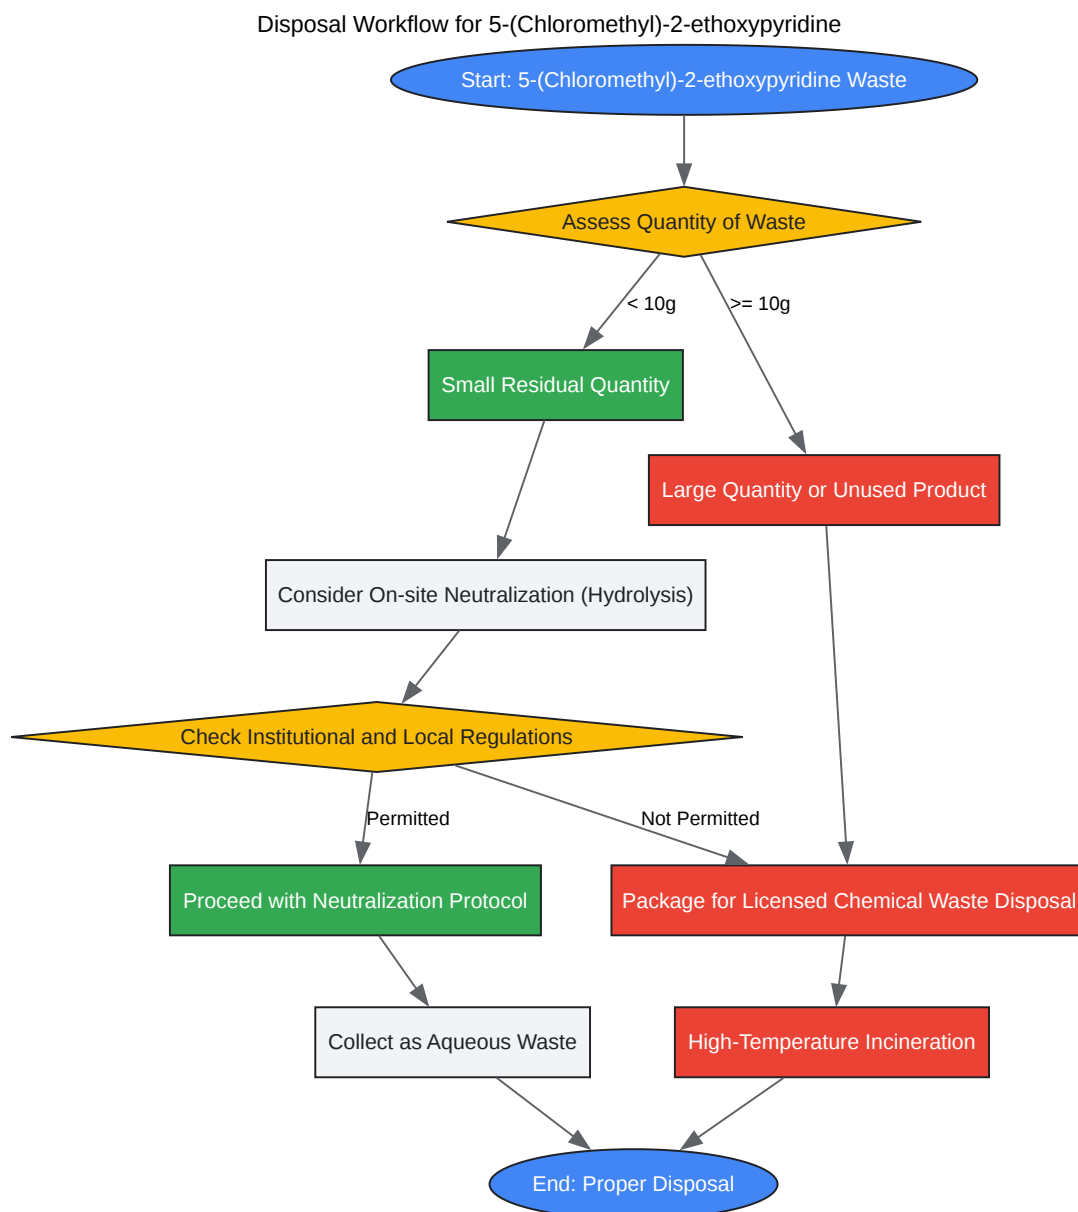 Disposal Workflow for 5-(Chloromethyl)-2-ethoxypyridine
Start: 5-(Chloromethyl)-2-ethoxypyridine Waste
Assess Quantity of Waste
< 10g
>= 10g
Small Residual Quantity
Large Quantity or Unused Product
Consider On-site Neutralization (Hydrolysis)
Check Institutional and Local Regulations
Permitted
Not Permitted
Proceed with Neutralization Protocol
Package for Licensed Chemical Waste Disposal
Collect as Aqueous Waste
High-Temperature Incineration
End: Proper Disposal